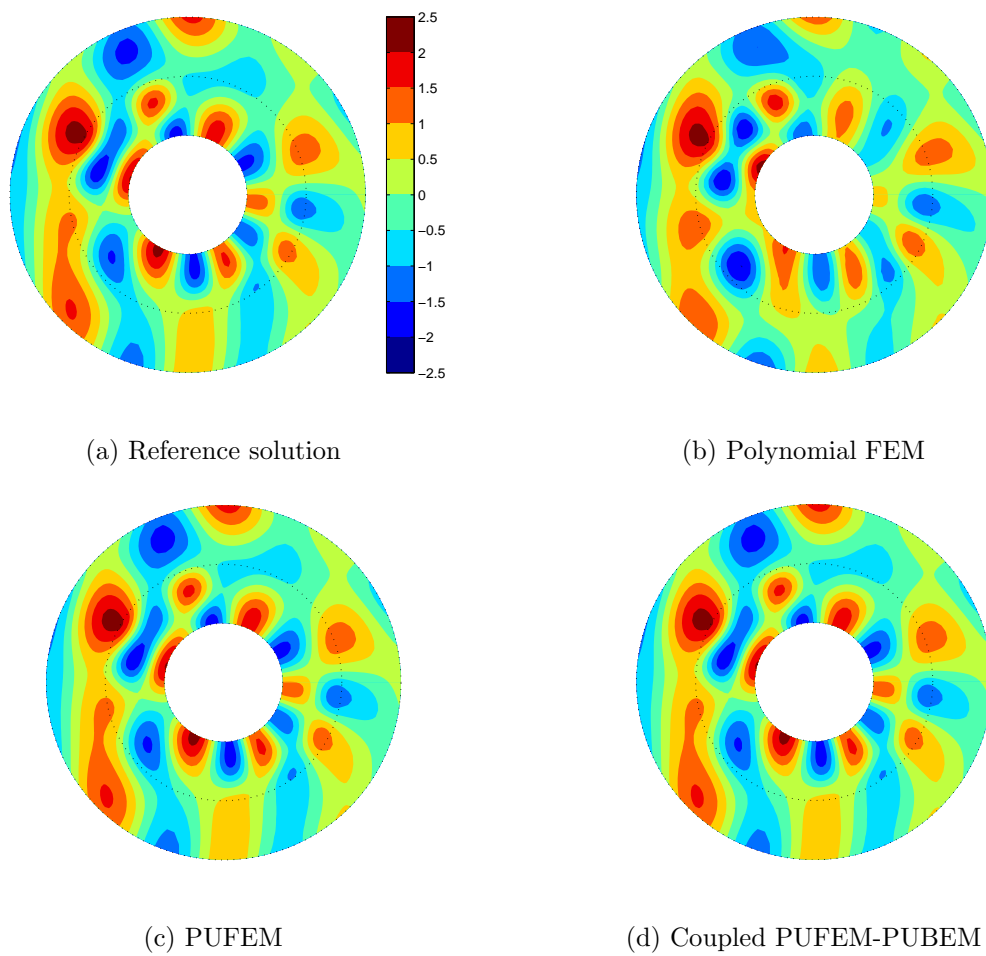 2.5
2
1.5
1
0.5
0
−0.5
−1
−1.5
−2
−2.5
(a) Reference solution
(b) Polynomial FEM
(c) PUFEM
(d) Coupled PUFEM-PUBEM